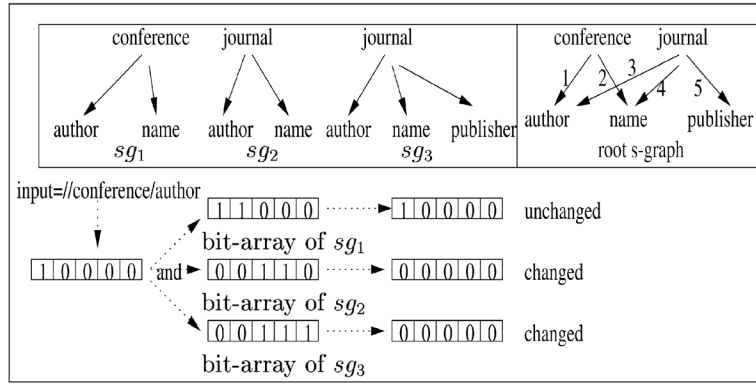 conference journal journal conference journal
1 2 3 4 5
author name author name author name publisher author name publisher
sg1 sg2 sg3 root s-graph
input=//conference/author
1 1 0 0 0 1 0 0 0 0 unchanged
bit-array of sg1
1 0 0 0 0 and 0 0 1 1 0 0 0 0 0 0 changed
bit-array of sg2
0 0 1 1 1 0 0 0 0 0 changed
bit-array of sg3